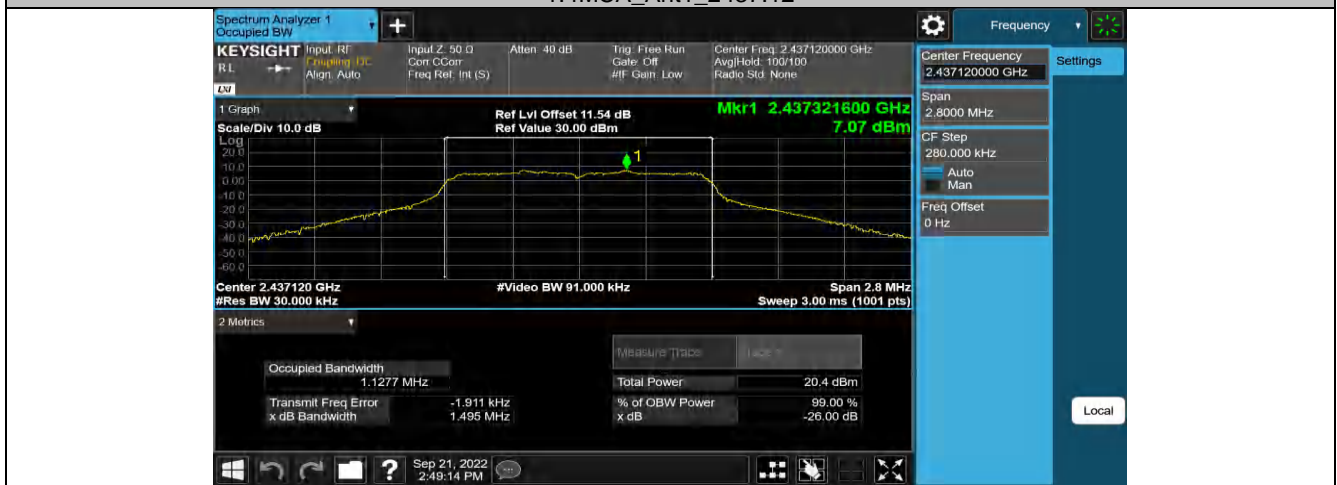 1.4MCA_Ant1_2437.12
Spectrum Analyzer 1
Occupied BW
Frequency
KEYSIGHT
RL
LXI
Input: RF
Coupling: DC
Align: Auto
Input Z: 50 Ω
Corr CCorr
Freq Ref: Int (S)
Atten: 40 dB
Trig: Free Run
Gate: Off
#IF Gain: Low
Center Freq: 2.437120000 GHz
Avg|Hold: 100/100
Radio Std: None
Center Frequency
2.437120000 GHz
Settings
Span
2.8000 MHz
CF Step
280.000 kHz
Auto
Man
Freq Offset
0 Hz
Local
1 Graph
Scale/Div 10.0 dB
Ref Lvl Offset 11.54 dB
Ref Value 30.00 dBm
Mkr1 2.437321600 GHz
7.07 dBm
Log
20.0
10.0
0.00
-10.0
-20.0
-30.0
-40.0
-50.0
-60.0
1
Center 2.437120 GHz
#Res BW 30.000 kHz
#Video BW 91.000 kHz
Span 2.8 MHz
Sweep 3.00 ms (1001 pts)
2 Metrics
Measure Trace
Occupied Bandwidth
1.1277 MHz
Total Power 20.4 dBm
Transmit Freq Error -1.911 kHz
% of OBW Power 99.00 %
x dB Bandwidth 1.495 MHz
x dB -26.00 dB
Sep 21, 2022
2:49:14 PM